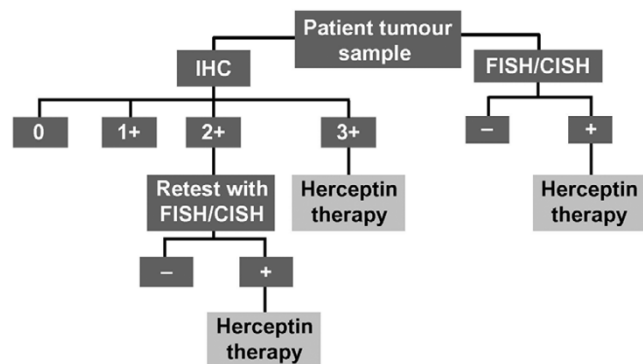 Patient tumour
sample
IHC
FISH/CISH
0
1+
2+
3+
–
+
Retest with
FISH/CISH
Herceptin
therapy
Herceptin
therapy
–
+
Herceptin
therapy